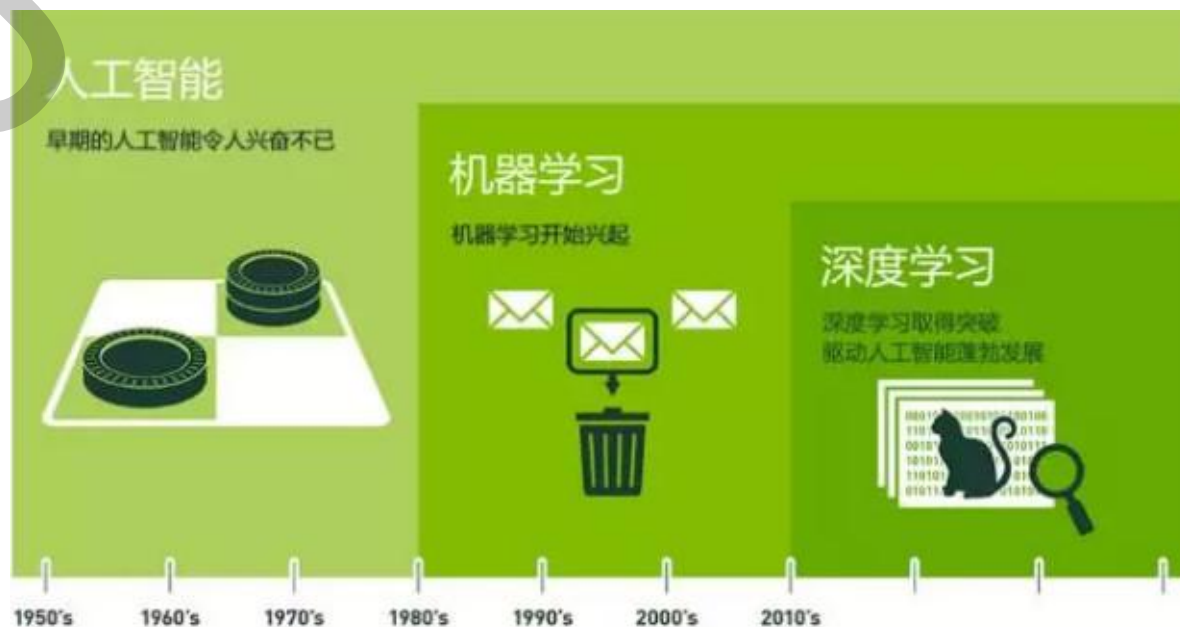 人工智能
早期的人工智能令人兴奋不已
机器学习
机器学习开始兴起
深度学习
深度学习取得突破
驱动人工智能蓬勃发展
1950's 1960's 1970's 1980's 1990's 2000's 2010's